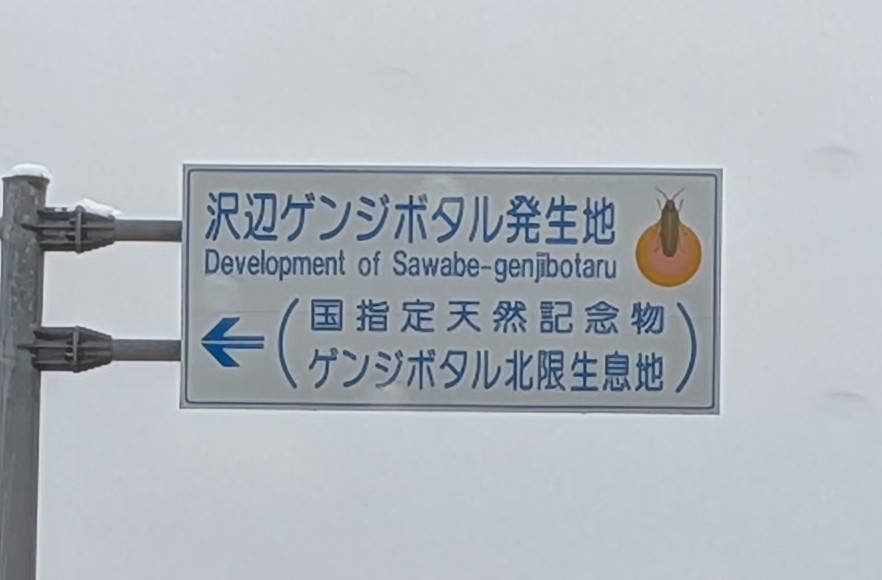 沢辺ゲンジボタル発生地
Development of Sawabe-genjibotaru
(国指定天然記念物
ゲンジボタル北限生息地)